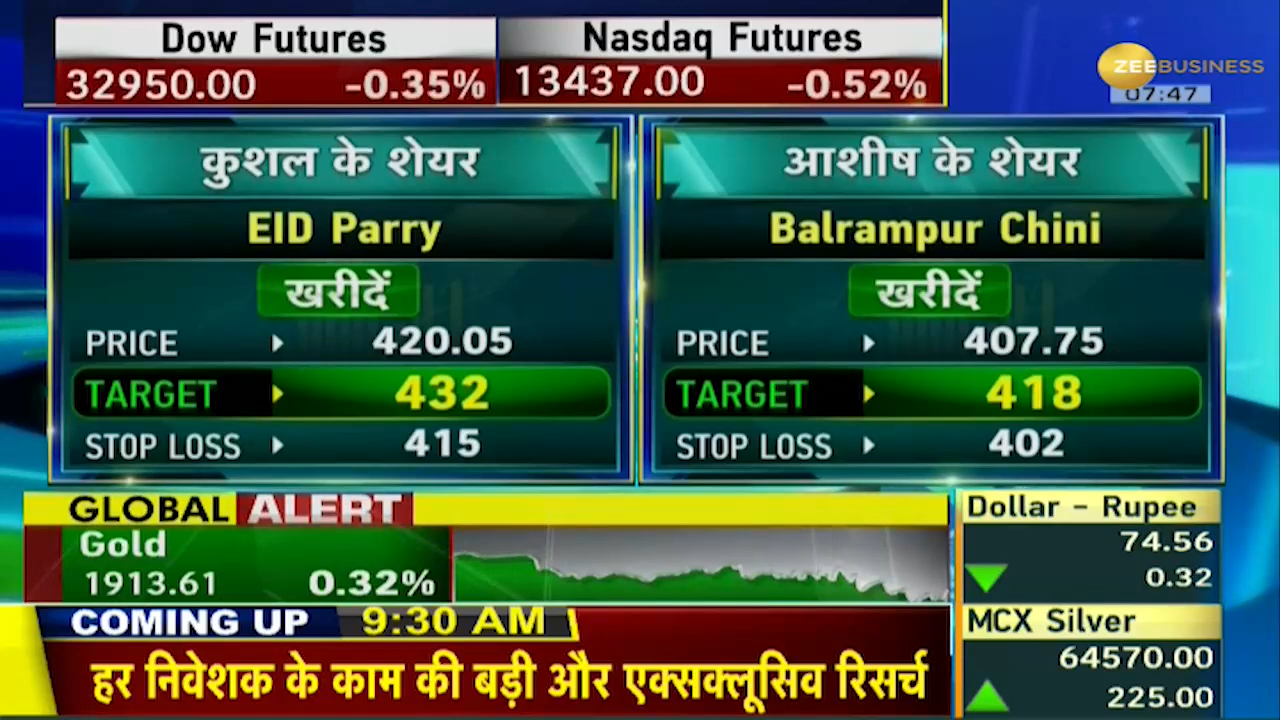 Dow Futures
32950.00 -0.35%
Nasdaq Futures
13437.00 -0.52%
ZEEBUSINESS
07:47
कुशल के शेयर
EID Parry
खरीदें
PRICE 420.05
TARGET 432
STOP LOSS 415
आशीष के शेयर
Balrampur Chini
खरीदें
PRICE 407.75
TARGET 418
STOP LOSS 402
GLOBAL ALERT
Gold
1913.61 0.32%
Dollar - Rupee
74.56
0.32
MCX Silver
64570.00
225.00
COMING UP 9:30 AM
हर निवेशक के काम की बड़ी और एक्सक्लूसिव रिसर्च